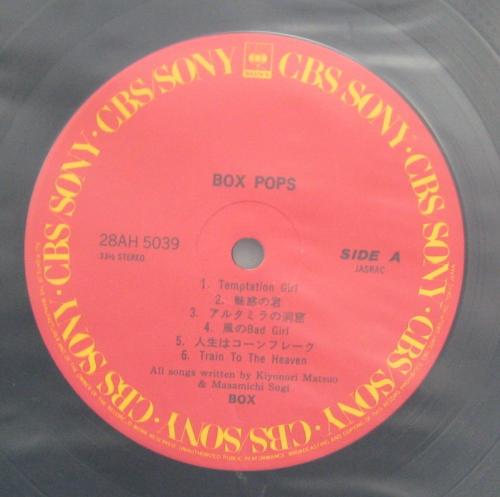 CBS/SONY · CBS SONY · CBS SONY · CBS/SONY · CBS/SONY · CBS SONY · CBS SONY
SONY
BOX POPS
28AH 5039
33⅓ STEREO
SIDE A
JASRAC
1. Temptation Girl
2. 魅惑の君
3. アルタミラの洞窟
4. 風のBad Girl
5. 人生はコーンフレーク
6. Train To The Heaven
All songs written by Kiyonori Matsuo
& Masamichi Sugi
BOX